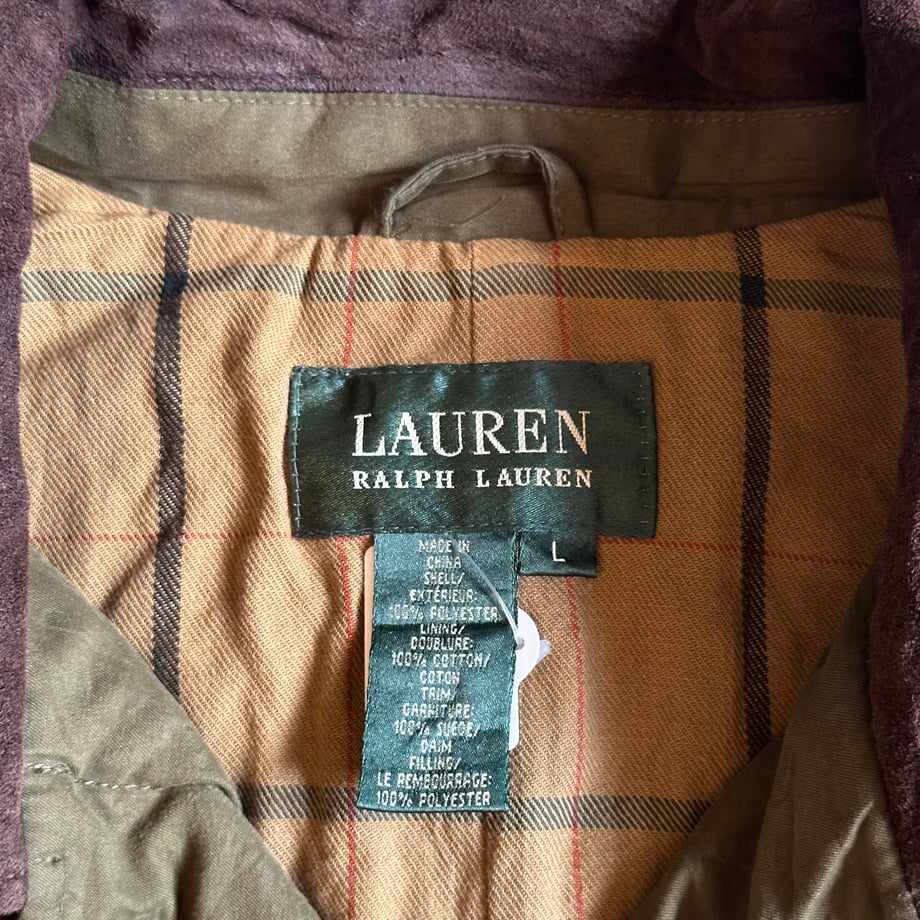 LAUREN
RALPH LAUREN
L
MADE IN
CHINA
SHELL/
EXTÉRIEUR:
100% POLYESTER
LINING/
DOUBLURE:
100% COTTON/
COTON
TRIM/
GARNITURE:
100% SUEDE/
DAIM
FILLING/
LE REMBOURRAGE:
100% POLYESTER